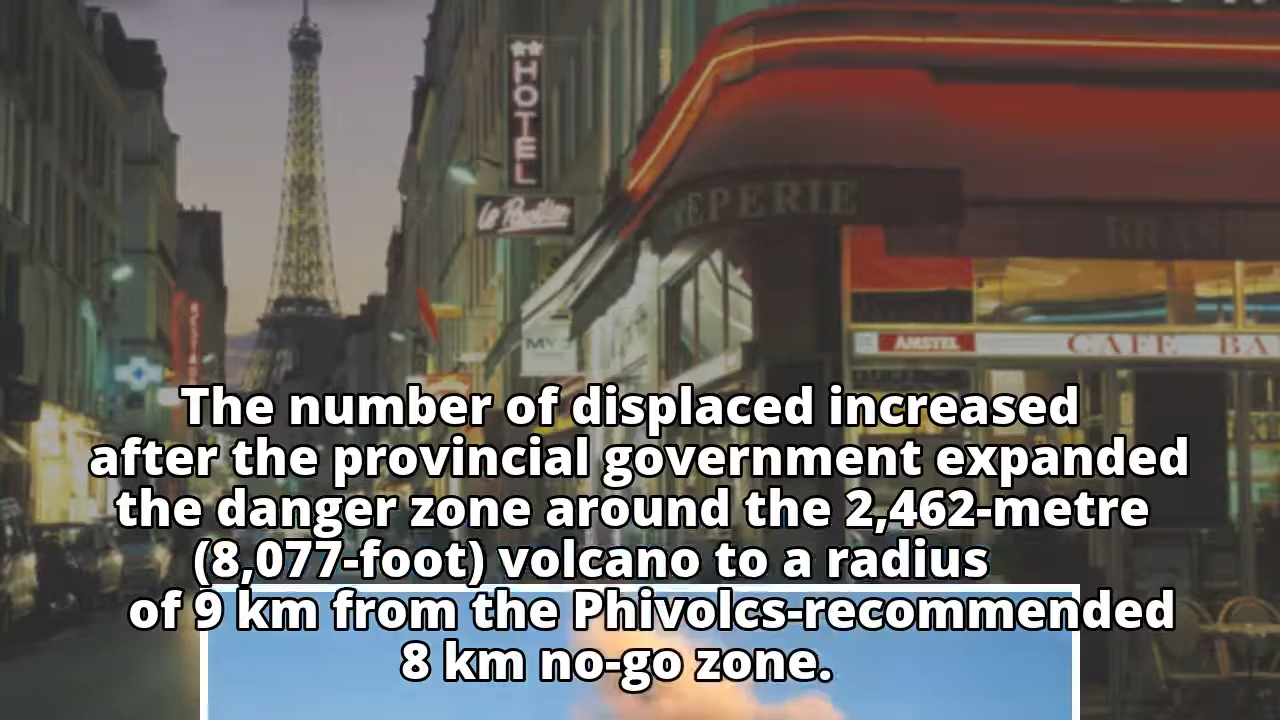 HOTEL
Le Pavillon
EPERIE
BRAS
AMSTEL
CAFE BA
The number of displaced increased
after the provincial government expanded
the danger zone around the 2,462-metre
(8,077-foot) volcano to a radius
of 9 km from the Phivolcs-recommended
8 km no-go zone.